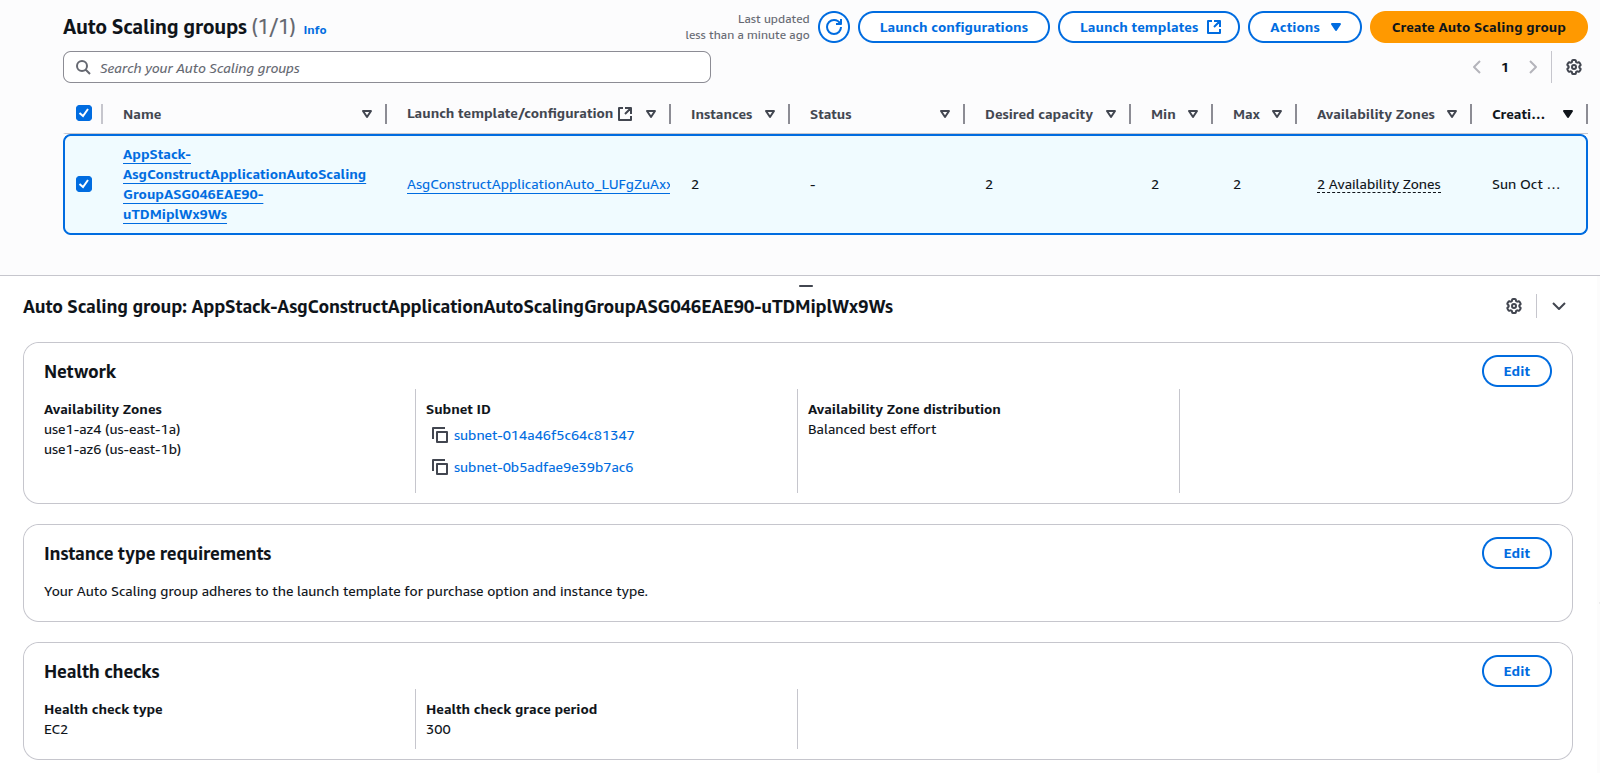 Auto Scaling groups (1/1) Info
Last updated
less than a minute ago
Launch configurations
Launch templates
Actions
Create Auto Scaling group
Search your Auto Scaling groups
1
Name
Launch template/configuration
Instances
Status
Desired capacity
Min
Max
Availability Zones
Creati...
AppStack-
AsgConstructApplicationAutoScaling
GroupASG046EAE90-
uTDMiplWx9Ws
AsgConstructApplicationAuto_LUFgZuAx
2
-
2
2
2
2 Availability Zones
Sun Oct ...
Auto Scaling group: AppStack-AsgConstructApplicationAutoScalingGroupASG046EAE90-uTDMiplWx9Ws
Network
Edit
Availability Zones
use1-az4 (us-east-1a)
use1-az6 (us-east-1b)
Subnet ID
subnet-014a46f5c64c81347
subnet-0b5adfae9e39b7ac6
Availability Zone distribution
Balanced best effort
Instance type requirements
Edit
Your Auto Scaling group adheres to the launch template for purchase option and instance type.
Health checks
Edit
Health check type
EC2
Health check grace period
300